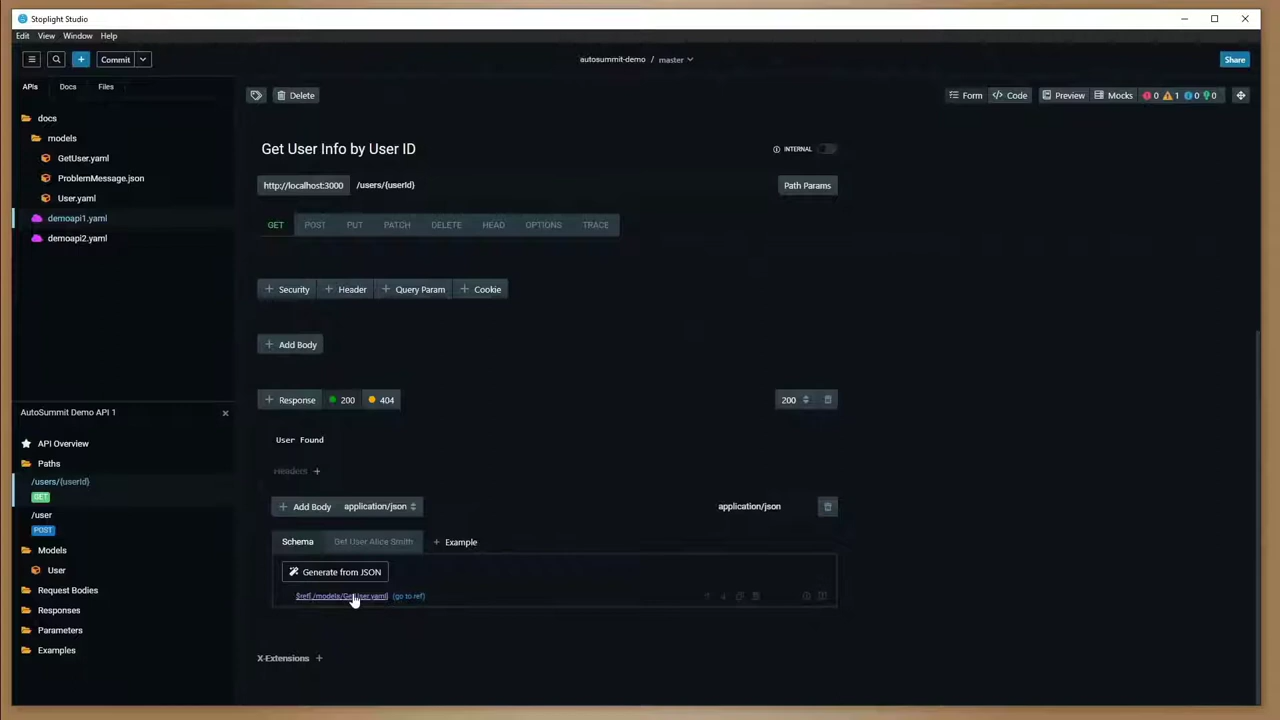 Stoplight Studio
Edit View Window Help
Commit
autosummit-demo / master
Share
APIs Docs Files
Delete
Form Code Preview Mocks 0 1 0 0
docs
models
GetUser.yaml
ProblemMessage.json
User.yaml
demoapi1.yaml
demoapi2.yaml
Get User Info by User ID
INTERNAL
http://localhost:3000 /users/{userId}
Path Params
GET POST PUT PATCH DELETE HEAD OPTIONS TRACE
+ Security + Header + Query Param + Cookie
+ Add Body
+ Response 200 404
200
User Found
Headers +
+ Add Body application/json
application/json
Schema Get User Alice Smith + Example
Generate from JSON
(go to ref)
X-Extensions +
AutoSummit Demo API 1
API Overview
Paths
/users/{userId}
GET
/user
POST
Models
User
Request Bodies
Responses
Parameters
Examples